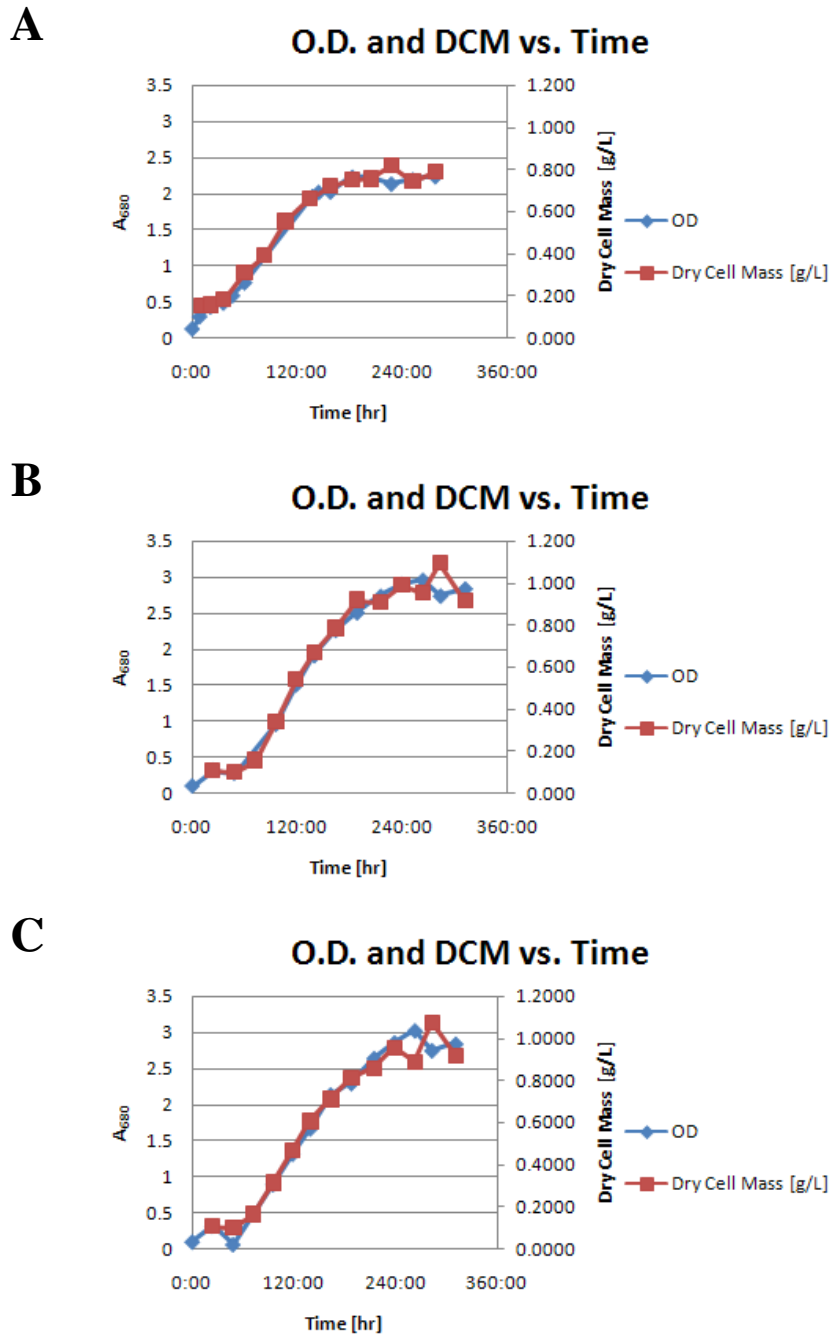 A
O.D. and DCM vs. Time
3.5
3
2.5
2
1.5
1
0.5
0
A680
1.200
1.000
0.800
0.600
0.400
0.200
0.000
Dry Cell Mass [g/L]
0:00 120:00 240:00 360:00
Time [hr]
OD
Dry Cell Mass [g/L]
B
O.D. and DCM vs. Time
3.5
3
2.5
2
1.5
1
0.5
0
A680
1.200
1.000
0.800
0.600
0.400
0.200
0.000
Dry Cell Mass [g/L]
0:00 120:00 240:00 360:00
Time [hr]
OD
Dry Cell Mass [g/L]
C
O.D. and DCM vs. Time
3.5
3
2.5
2
1.5
1
0.5
0
A680
1.2000
1.0000
0.8000
0.6000
0.4000
0.2000
0.0000
Dry Cell Mass [g/L]
0:00 120:00 240:00 360:00
Time [hr]
OD
Dry Cell Mass [g/L]